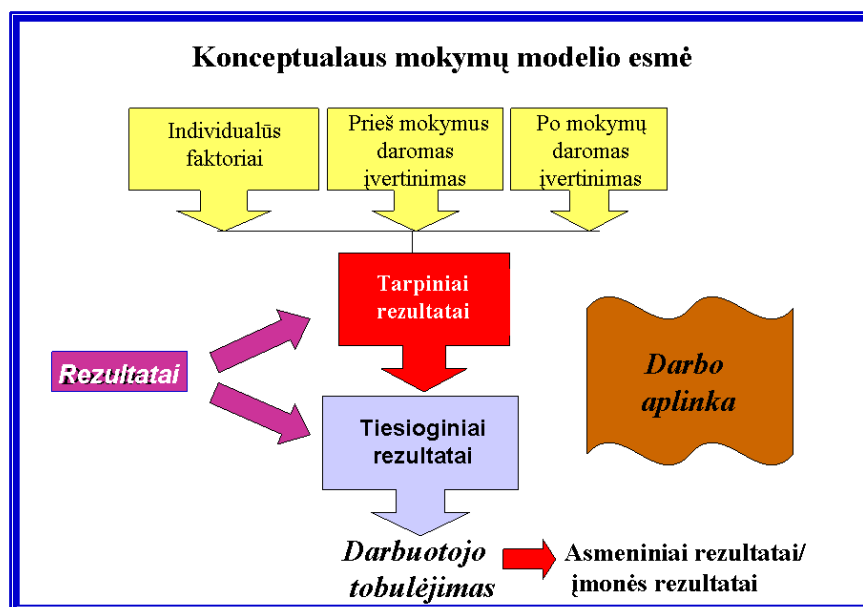 Konceptualaus mokymų modelio esmė
Individualūs
faktoriai
Prieš mokymus
daromas
įvertinimas
Po mokymų
daromas
įvertinimas
Tarpiniai
rezultatai
Rezultatai
Darbo
aplinka
Tiesioginiai
rezultatai
Darbuotojo
tobulėjimas
Asmeniniai rezultatai/
įmonės rezultatai